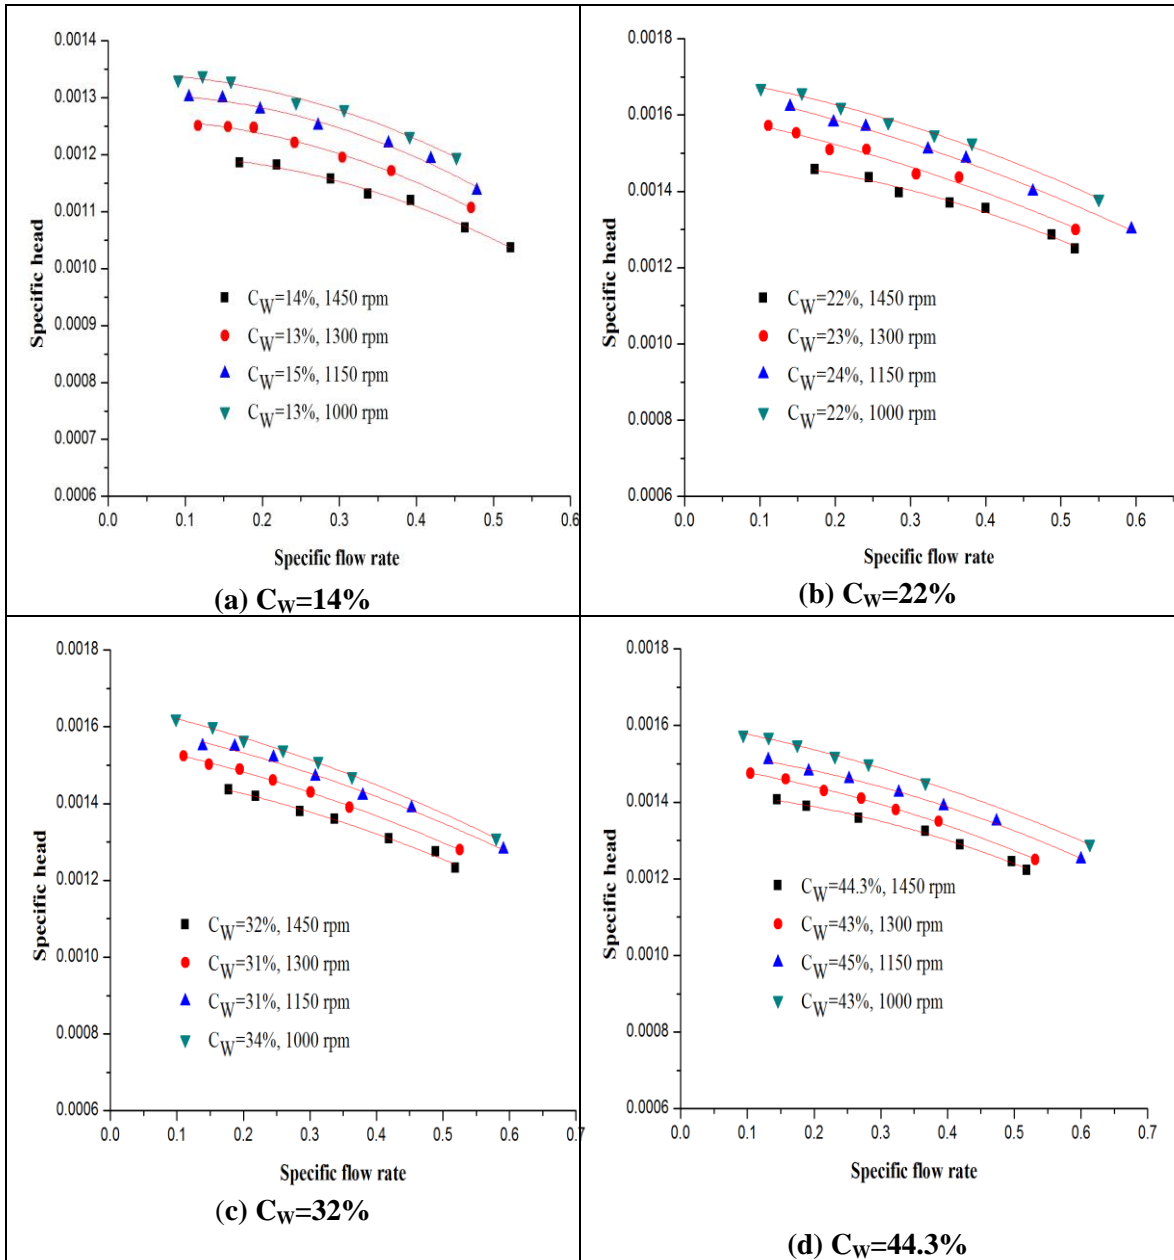 0.0014
0.0013
0.0012
0.0011
0.0010
0.0009
0.0008
0.0007
0.0006
Specific head
C_W=14%, 1450 rpm
C_W=13%, 1300 rpm
C_W=15%, 1150 rpm
C_W=13%, 1000 rpm
0.0 0.1 0.2 0.3 0.4 0.5 0.6
Specific flow rate
(a) C_W=14%
0.0018
0.0016
0.0014
0.0012
0.0010
0.0008
0.0006
Specific head
C_W=22%, 1450 rpm
C_W=23%, 1300 rpm
C_W=24%, 1150 rpm
C_W=22%, 1000 rpm
0.0 0.1 0.2 0.3 0.4 0.5 0.6
Specific flow rate
(b) C_W=22%
0.0018
0.0016
0.0014
0.0012
0.0010
0.0008
0.0006
Specific head
C_W=32%, 1450 rpm
C_W=31%, 1300 rpm
C_W=31%, 1150 rpm
C_W=34%, 1000 rpm
0.0 0.1 0.2 0.3 0.4 0.5 0.6 0.7
Specific flow rate
(c) C_W=32%
0.0018
0.0016
0.0014
0.0012
0.0010
0.0008
0.0006
Specific head
C_W=44.3%, 1450 rpm
C_W=43%, 1300 rpm
C_W=45%, 1150 rpm
C_W=43%, 1000 rpm
0.0 0.1 0.2 0.3 0.4 0.5 0.6 0.7
Specific flow rate
(d) C_W=44.3%